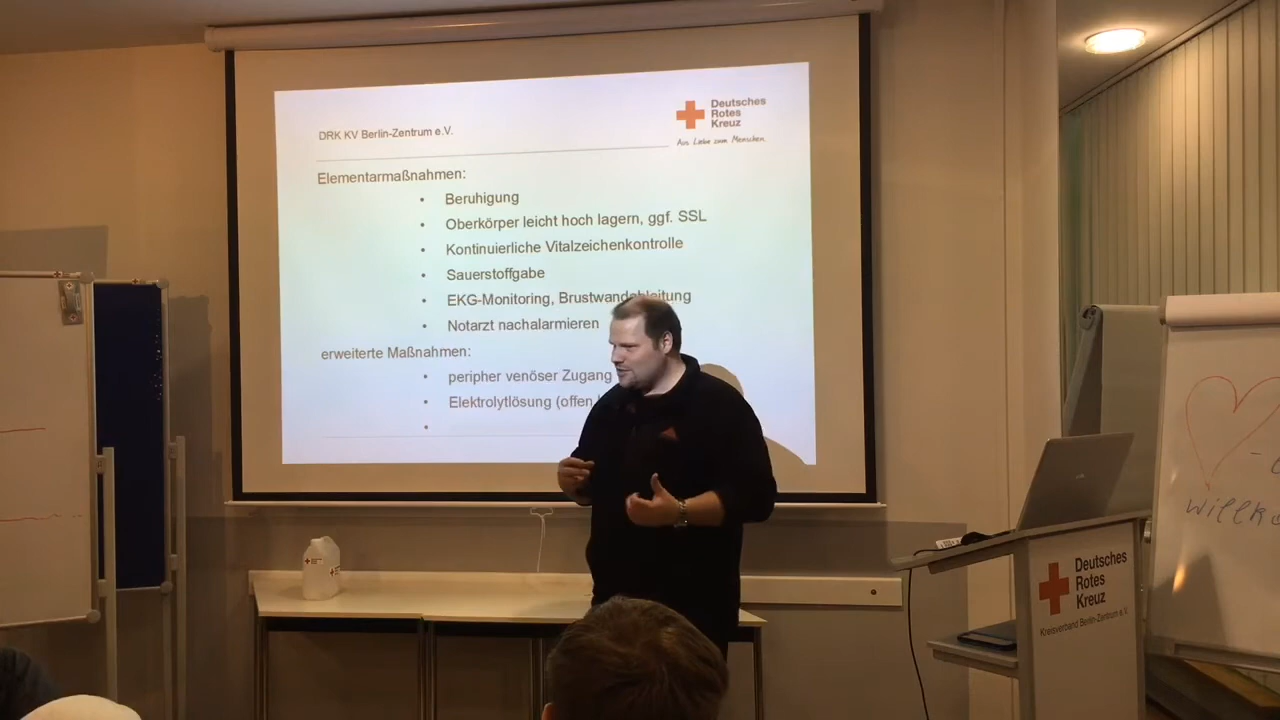 DRK KV Berlin-Zentrum e.V.
Deutsches
Rotes
Kreuz
Aus Liebe zum Menschen.
Elementarmaßnahmen:
• Beruhigung
• Oberkörper leicht hoch lagern, ggf. SSL
• Kontinuierliche Vitalzeichenkontrolle
• Sauerstoffgabe
• EKG-Monitoring, Brustwandableitung
• Notarzt nachalarmieren
erweiterte Maßnahmen:
• peripher venöser Zugang
• Elektrolytlösung (offen
•
Deutsches
Rotes
Kreuz
Kreisverband Berlin-Zentrum e.V.
willko